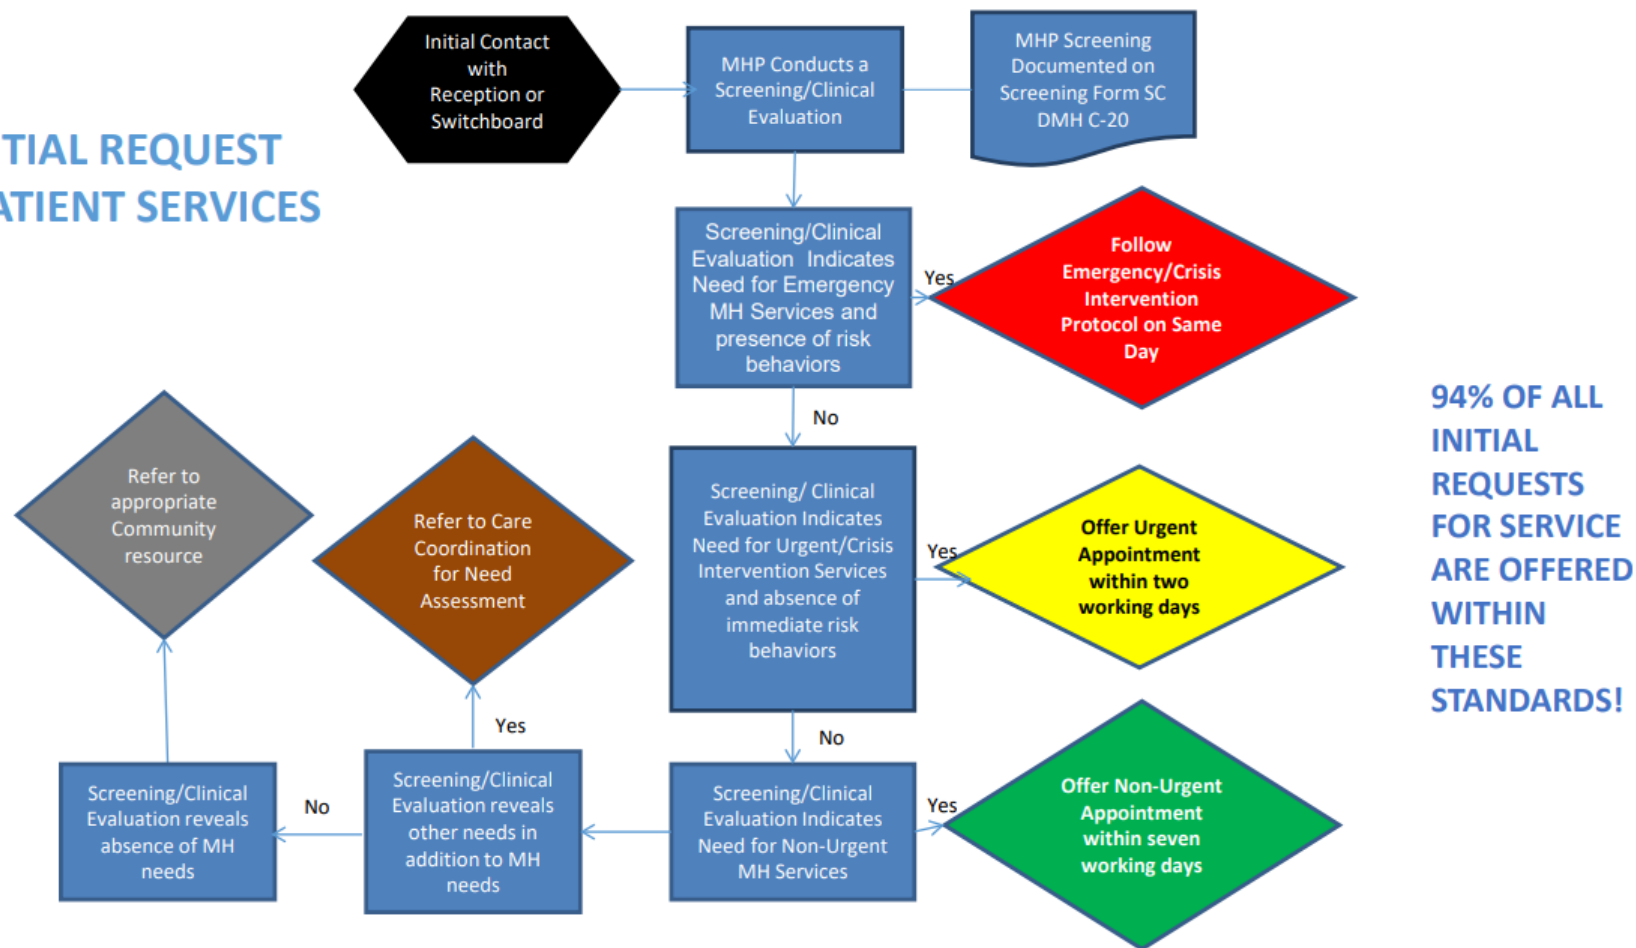 Initial Contact
with
Reception or
Switchboard
MHP Conducts a
Screening/Clinical
Evaluation
MHP Screening
Documented on
Screening Form SC
DMH C-20
TIAL REQUEST
ATIENT SERVICES
Screening/Clinical
Evaluation Indicates
Need for Emergency
MH Services and
presence of risk
behaviors
Yes
Follow
Emergency/Crisis
Intervention
Protocol on Same
Day
No
94% OF ALL
INITIAL
REQUESTS
FOR SERVICE
ARE OFFERED
WITHIN
THESE
STANDARDS!
Refer to
appropriate
Community
resource
Refer to Care
Coordination
for Need
Assessment
Screening/ Clinical
Evaluation Indicates
Need for Urgent/Crisis
Intervention Services
and absence of
immediate risk
behaviors
Yes
Offer Urgent
Appointment
within two
working days
Yes
No
Screening/Clinical
Evaluation reveals
absence of MH
needs
No
Screening/Clinical
Evaluation reveals
other needs in
addition to MH
needs
Screening/Clinical
Evaluation Indicates
Need for Non-Urgent
MH Services
Yes
Offer Non-Urgent
Appointment
within seven
working days